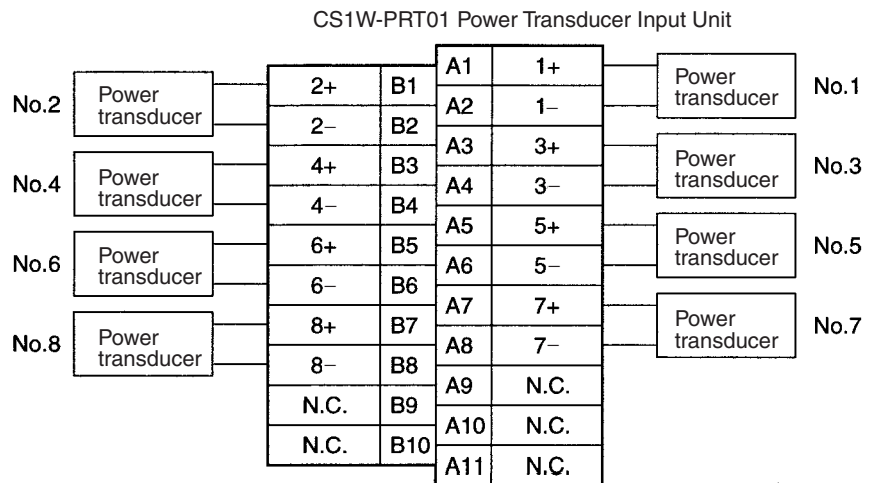 CS1W-PRT01 Power Transducer Input Unit
No.2
Power
transducer
2+ B1
2− B2
No.4
Power
transducer
4+ B3
4− B4
No.6
Power
transducer
6+ B5
6− B6
No.8
Power
transducer
8+ B7
8− B8
N.C. B9
N.C. B10
A1 1+
A2 1−
Power
transducer
No.1
A3 3+
A4 3−
Power
transducer
No.3
A5 5+
A6 5−
Power
transducer
No.5
A7 7+
A8 7−
Power
transducer
No.7
A9 N.C.
A10 N.C.
A11 N.C.